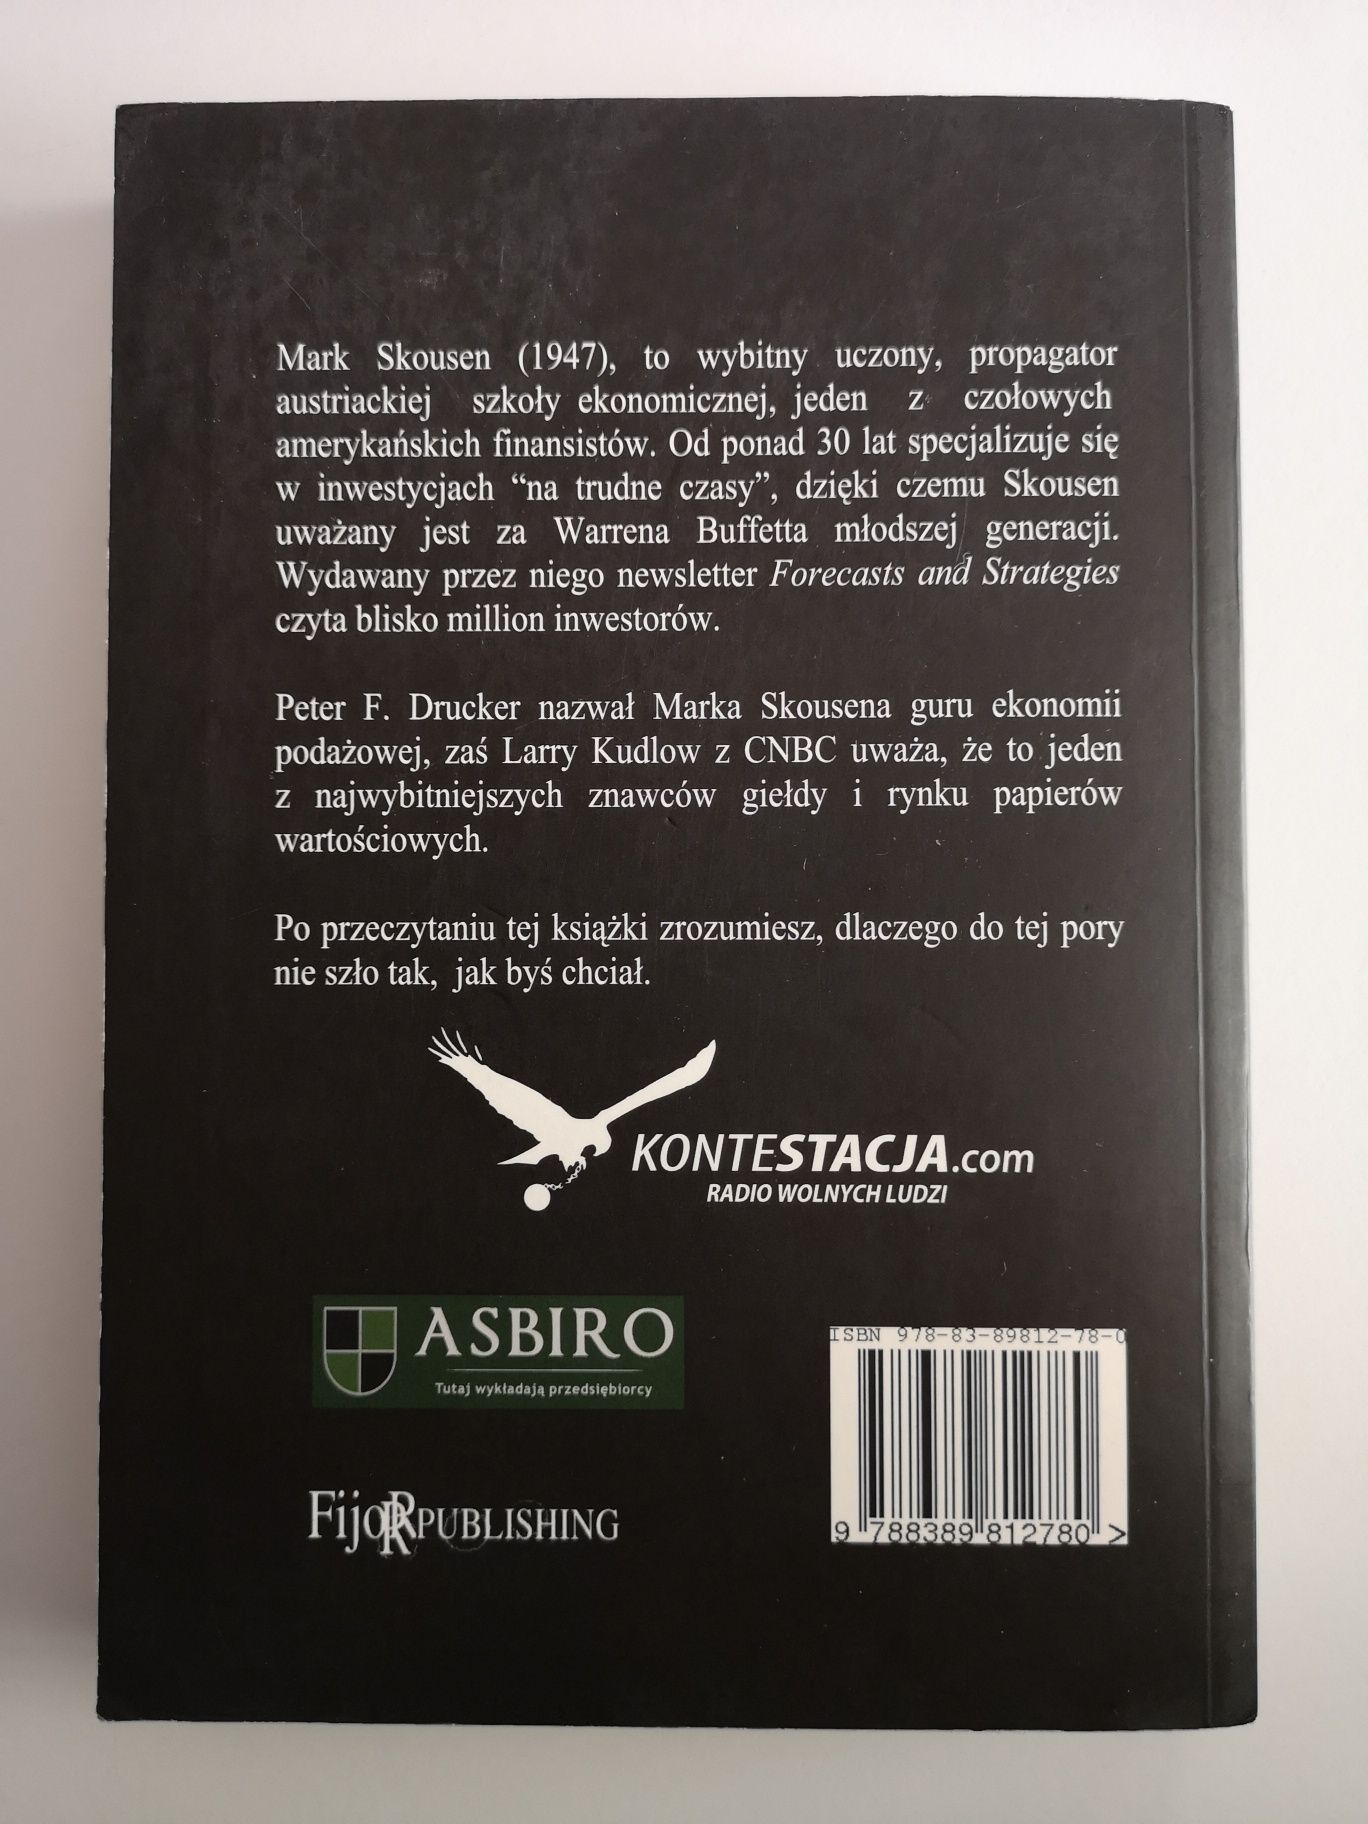 Mark Skousen (1947), to wybitny uczony, propagator
austriackiej szkoły ekonomicznej, jeden z czołowych
amerykańskich finansistów. Od ponad 30 lat specjalizuje się
w inwestycjach “na trudne czasy”, dzięki czemu Skousen
uważany jest za Warrena Buffetta młodszej generacji.
Wydawany przez niego newsletter Forecasts and Strategies
czyta blisko million inwestorów.
Peter F. Drucker nazwał Marka Skousena guru ekonomii
podażowej, zaś Larry Kudlow z CNBC uważa, że to jeden
z najwybitniejszych znawców giełdy i rynku papierów
wartościowych.
Po przeczytaniu tej książki zrozumiesz, dlaczego do tej pory
nie szło tak, jak byś chciał.
KONTESTACJA.com
RADIO WOLNYCH LUDZI
ASBIRO
Tutaj wykładają przedsiębiorcy
ISBN 978-83-89812-78-0
9 788389 812780 >
FijoRR PUBLISHING